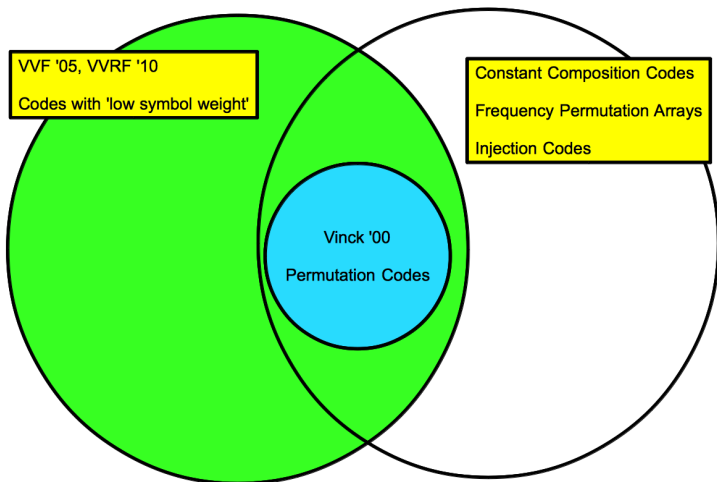 VVF '05, VVRF '10
Codes with 'low symbol weight'
Constant Composition Codes
Frequency Permutation Arrays
Injection Codes
Vinck '00
Permutation Codes